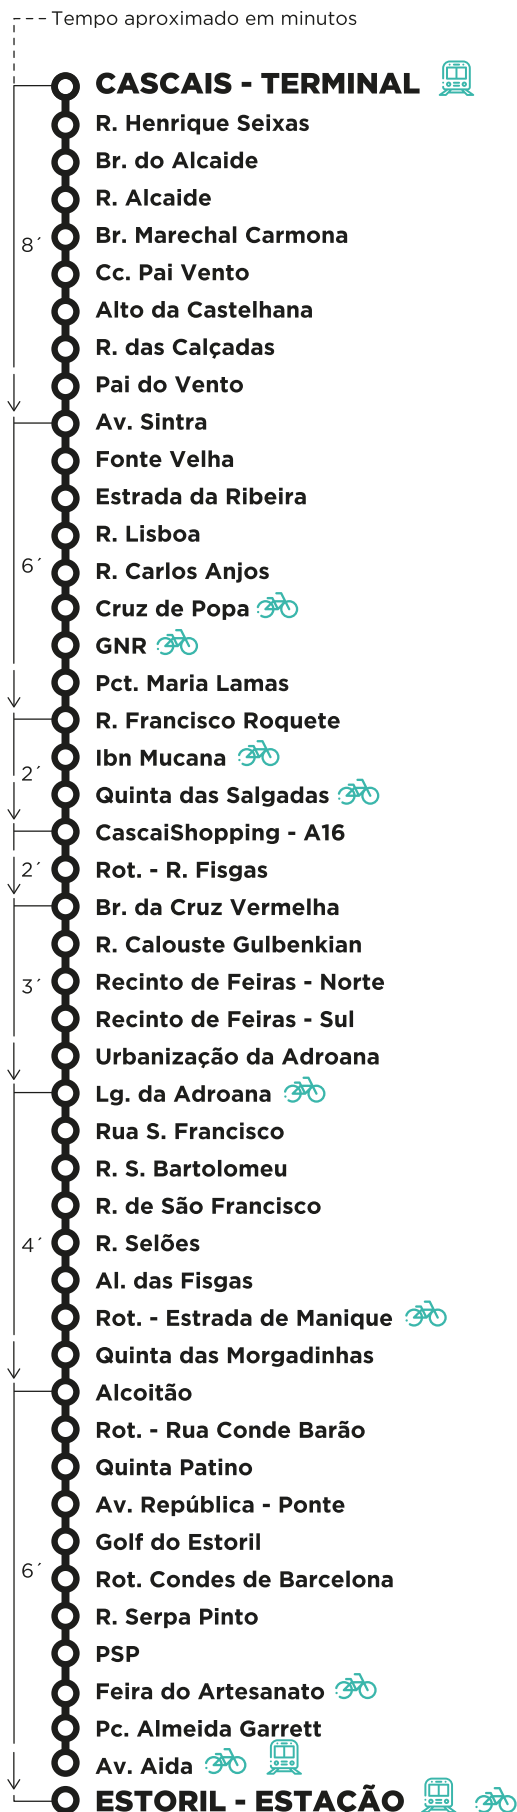 Tempo aproximado em minutos
CASCAIS - TERMINAL
R. Henrique Seixas
Br. do Alcaide
R. Alcaide
Br. Marechal Carmona
8´
Cc. Pai Vento
Alto da Castelhana
R. das Calçadas
Pai do Vento
Av. Sintra
Fonte Velha
Estrada da Ribeira
R. Lisboa
6´
R. Carlos Anjos
Cruz de Popa
GNR
Pct. Maria Lamas
R. Francisco Roquete
Ibn Mucana
2´
Quinta das Salgadas
CascaiShopping - A16
2´
Rot. - R. Fisgas
Br. da Cruz Vermelha
R. Calouste Gulbenkian
Recinto de Feiras - Norte
3´
Recinto de Feiras - Sul
Urbanização da Adroana
Lg. da Adroana
Rua S. Francisco
R. S. Bartolomeu
R. de São Francisco
R. Selões
4´
Al. das Fisgas
Rot. - Estrada de Manique
Quinta das Morgadinhas
Alcoitão
Rot. - Rua Conde Barão
Quinta Patino
Av. República - Ponte
Golf do Estoril
6´
Rot. Condes de Barcelona
R. Serpa Pinto
PSP
Feira do Artesanato
Pc. Almeida Garrett
Av. Aida
ESTORIL - ESTAÇÃO